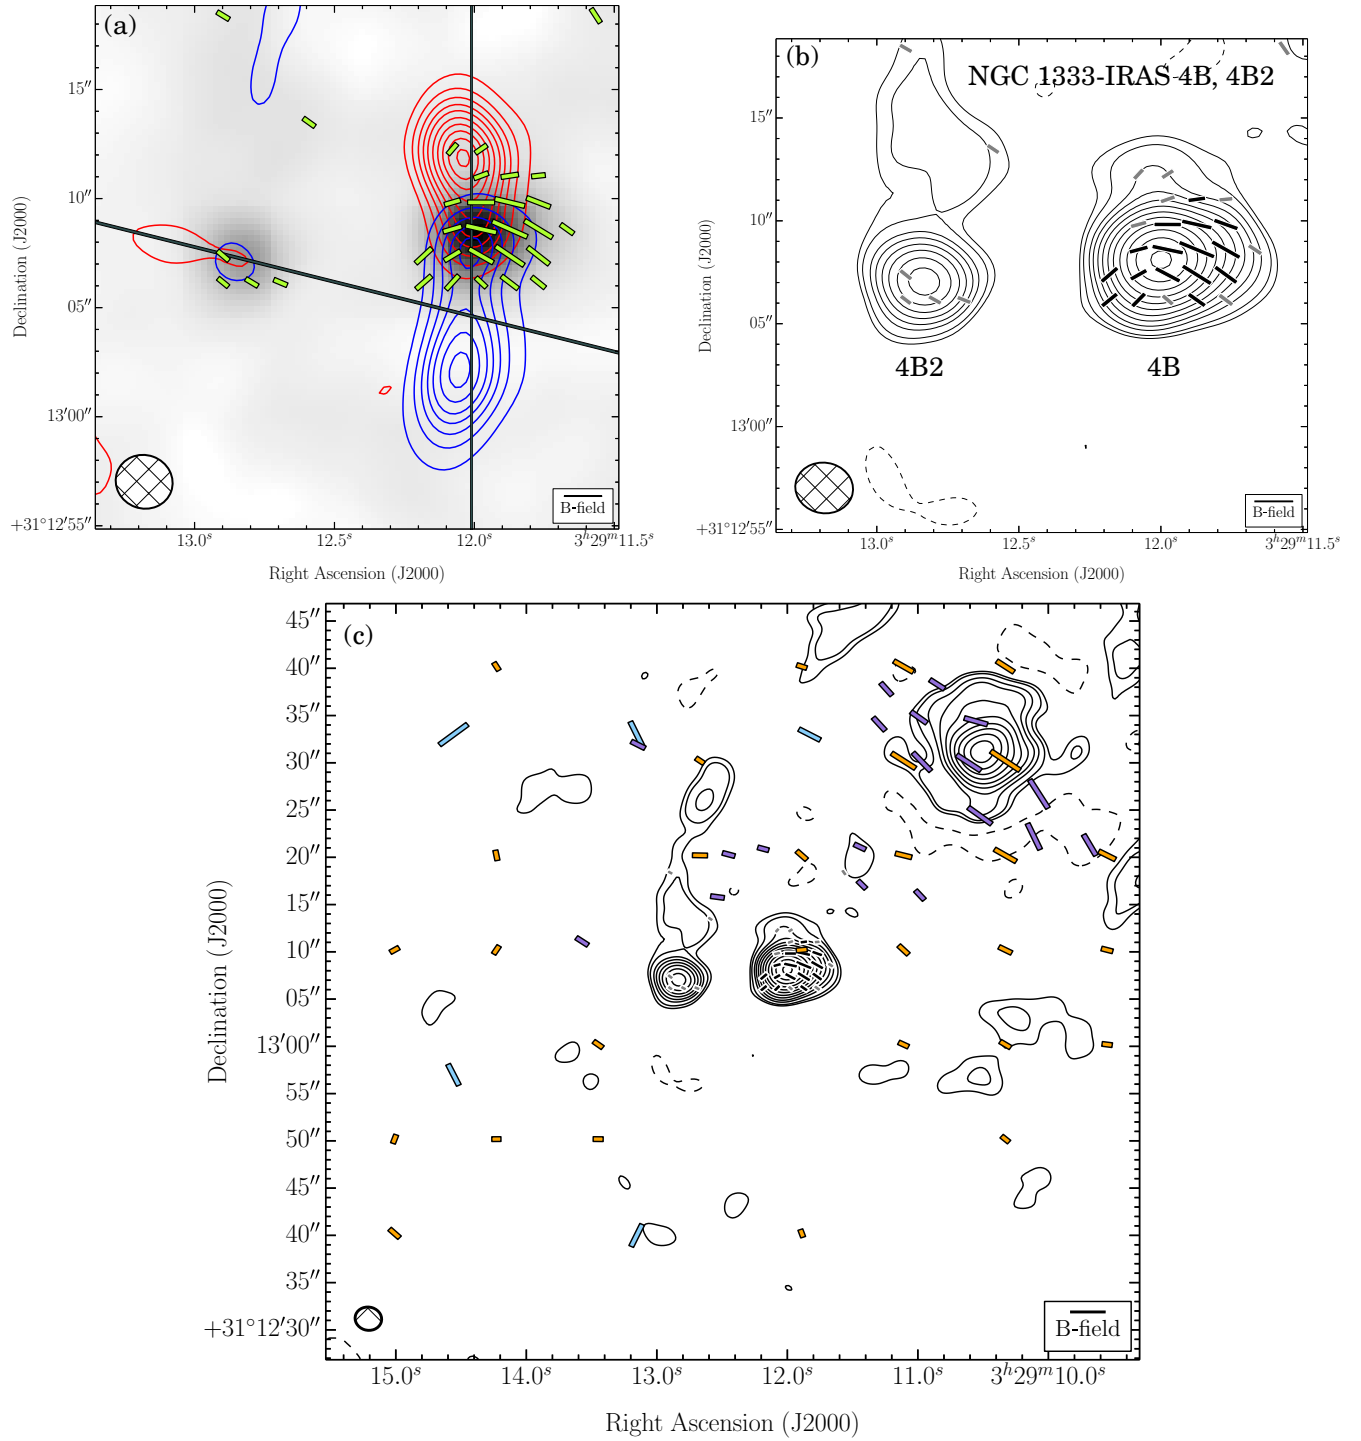 (a)
15″
10″
05″
13′00″
+31°12′55″
Declination (J2000)
B-field
13.0s
12.5s
12.0s
3h29m11.5s
Right Ascension (J2000)
(b)
NGC 1333-IRAS 4B, 4B2
15″
10″
05″
13′00″
+31°12′55″
Declination (J2000)
4B2
4B
B-field
13.0s
12.5s
12.0s
3h29m11.5s
Right Ascension (J2000)
(c)
45″
40″
35″
30″
25″
20″
15″
10″
05″
13′00″
55″
50″
45″
40″
35″
+31°12′30″
Declination (J2000)
B-field
15.0s
14.0s
13.0s
12.0s
11.0s
3h29m10.0s
Right Ascension (J2000)